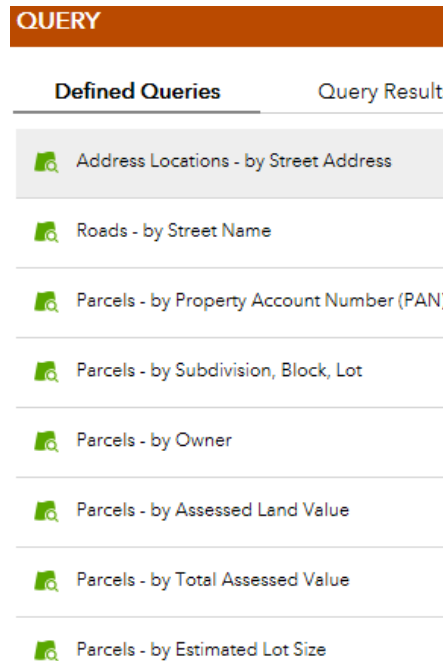 QUERY
Defined Queries Query Result
Address Locations - by Street Address
Roads - by Street Name
Parcels - by Property Account Number (PAN)
Parcels - by Subdivision, Block, Lot
Parcels - by Owner
Parcels - by Assessed Land Value
Parcels - by Total Assessed Value
Parcels - by Estimated Lot Size